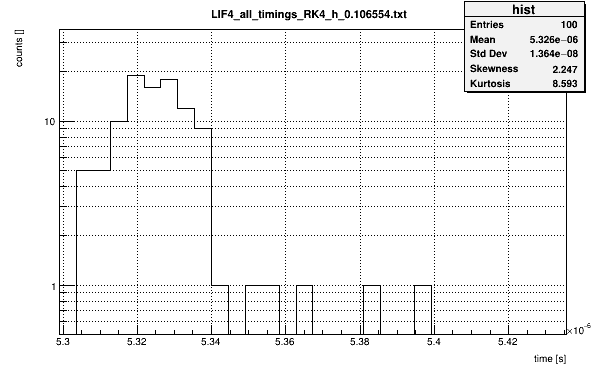 LIF4_all_timings_RK4_h_0.106554.txt
hist
Entries 100
Mean 5.326e−06
Std Dev 1.364e−08
Skewness 2.247
Kurtosis 8.593
counts []
10
1
5.3 5.32 5.34 5.36 5.38 5.4 5.42
×10⁻⁶
time [s]